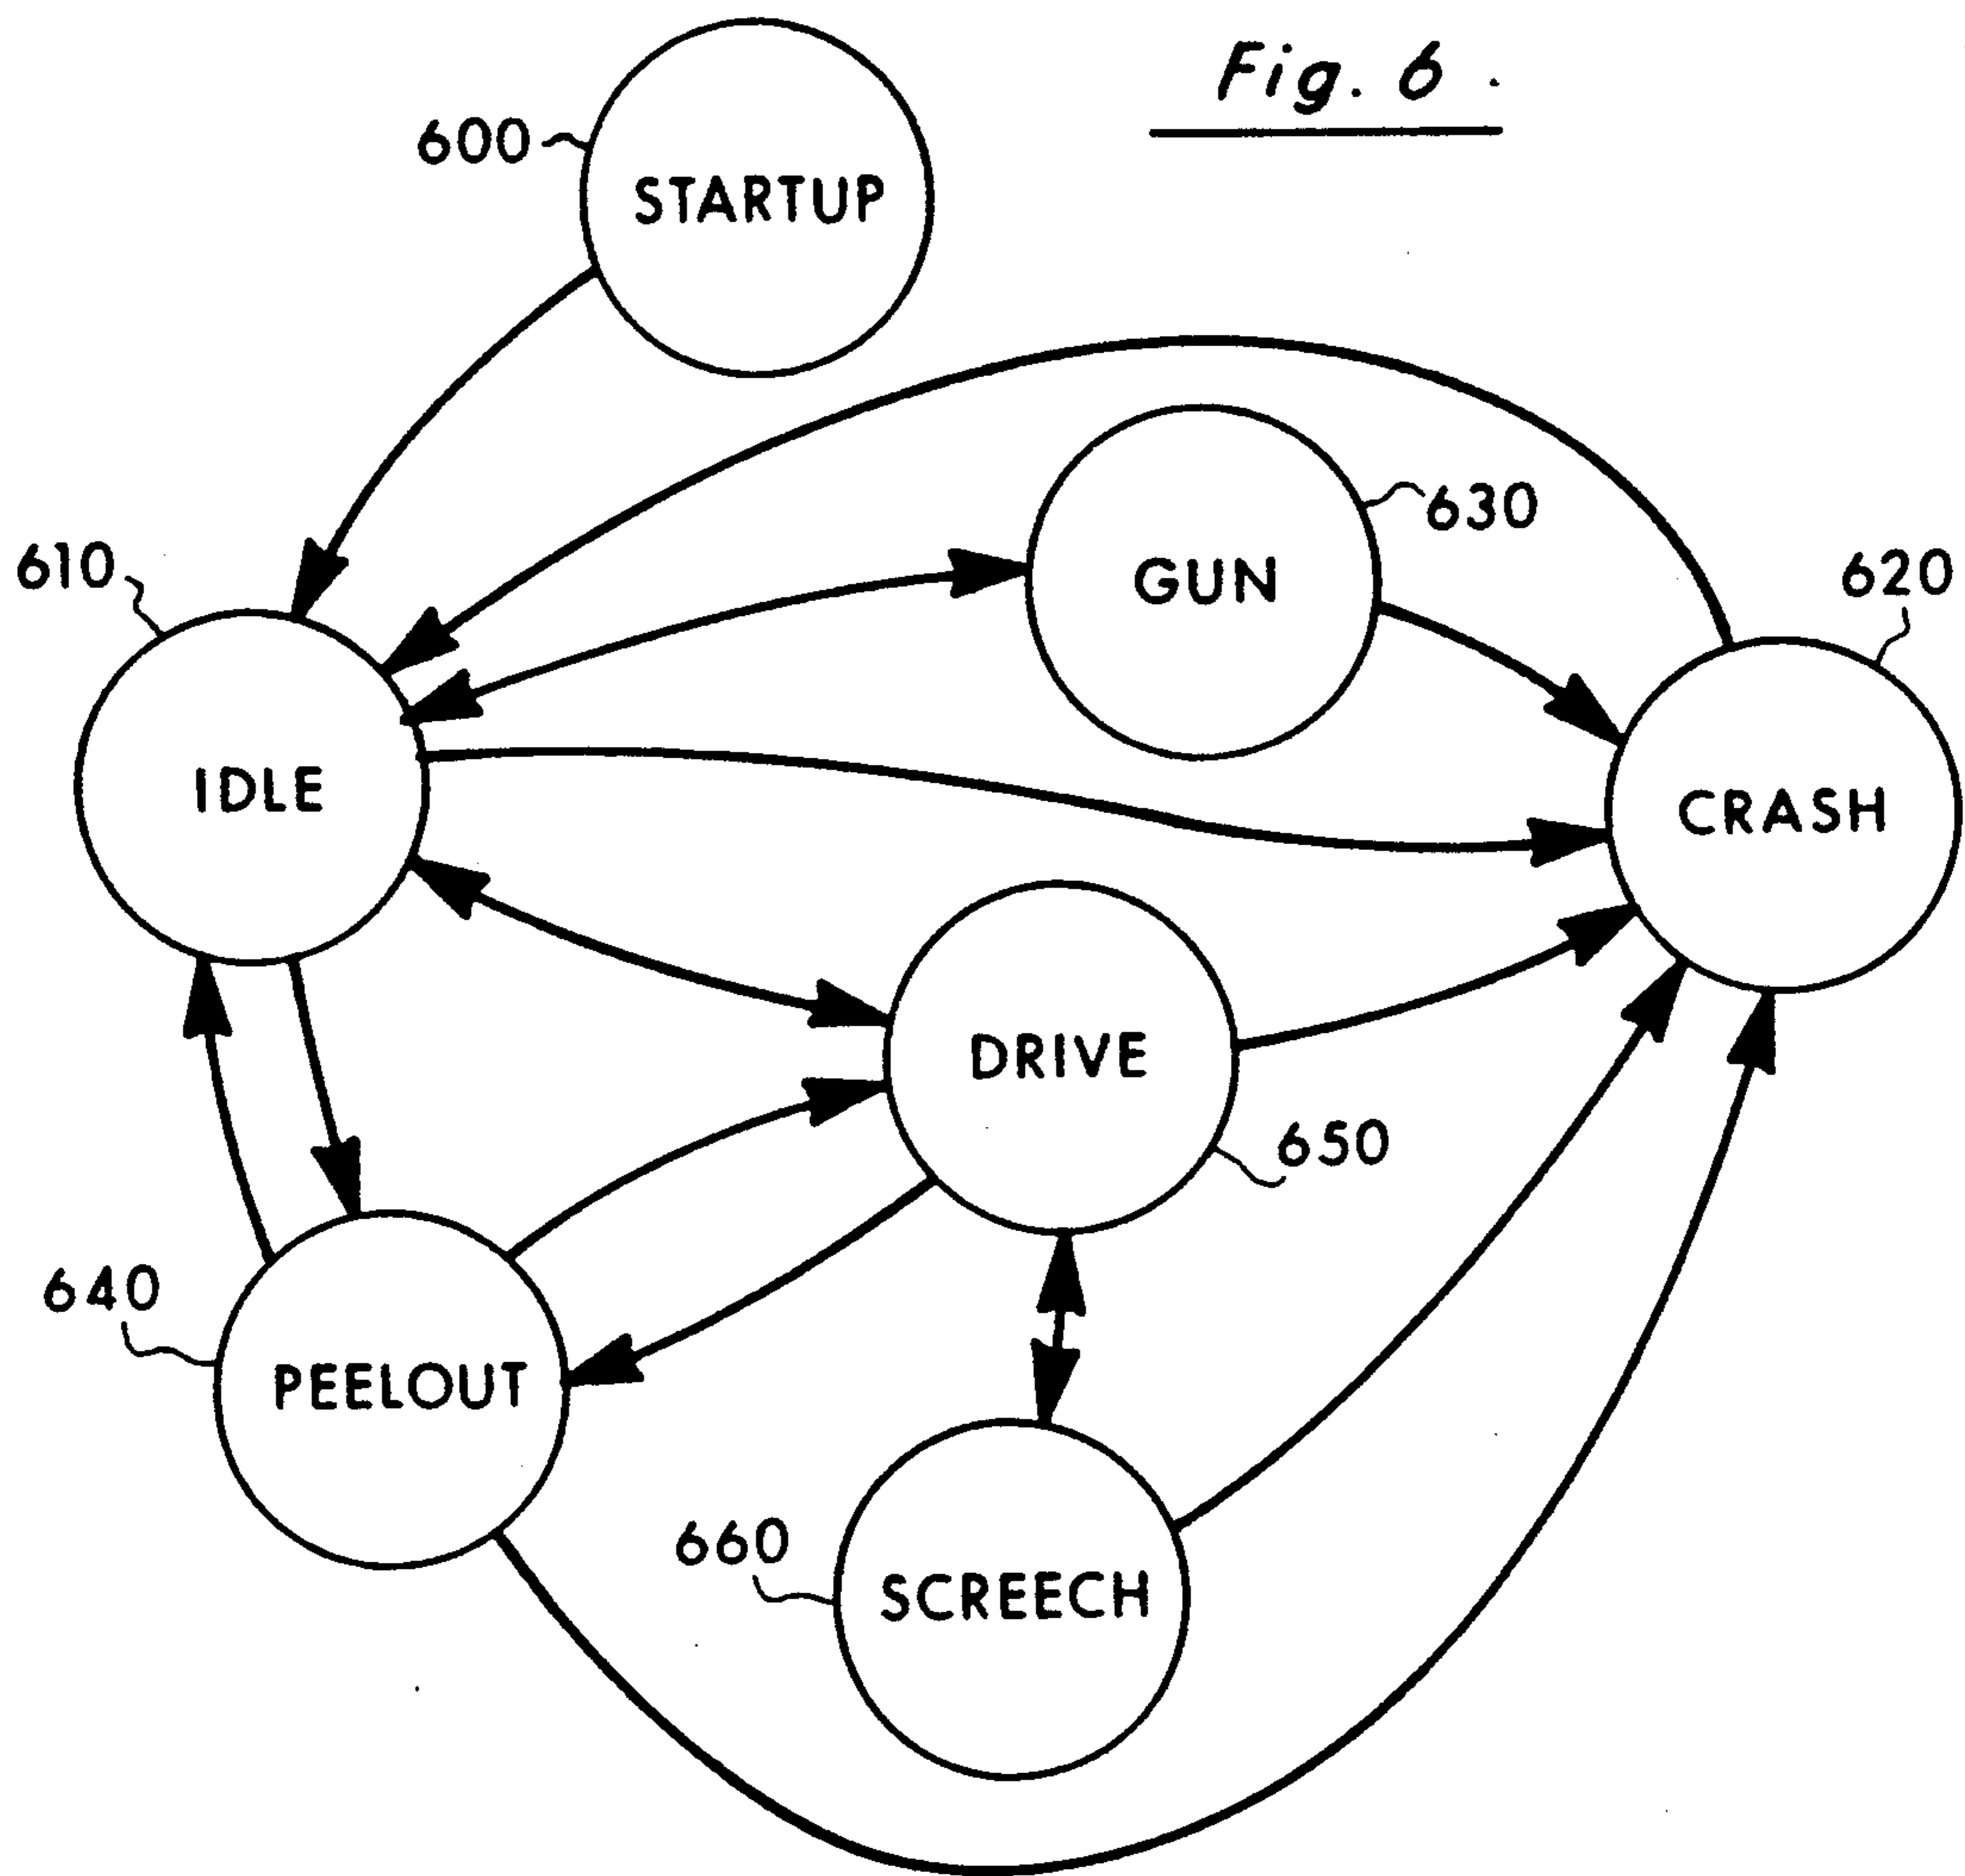 Fig. 6.
600
STARTUP
610
630
GUN
620
IDLE
CRASH
DRIVE
650
640
PEELOUT
660
SCREECH